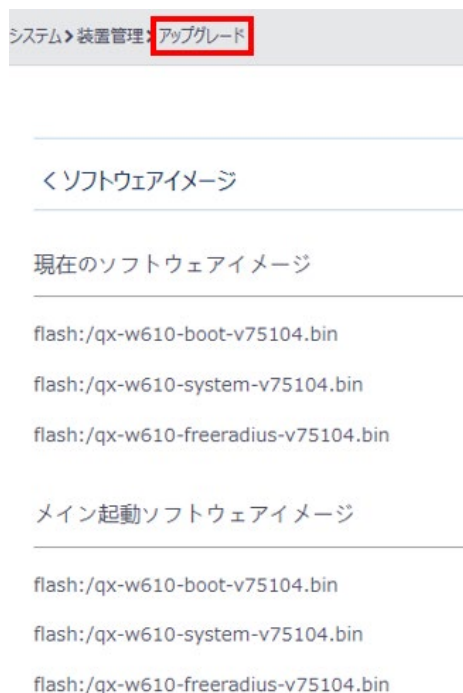 システム>装置管理>アップグレード
<ソフトウェアイメージ
現在のソフトウェアイメージ
flash:/qx-w610-boot-v75104.bin
flash:/qx-w610-system-v75104.bin
flash:/qx-w610-freeradius-v75104.bin
メイン起動ソフトウェアイメージ
flash:/qx-w610-boot-v75104.bin
flash:/qx-w610-system-v75104.bin
flash:/qx-w610-freeradius-v75104.bin